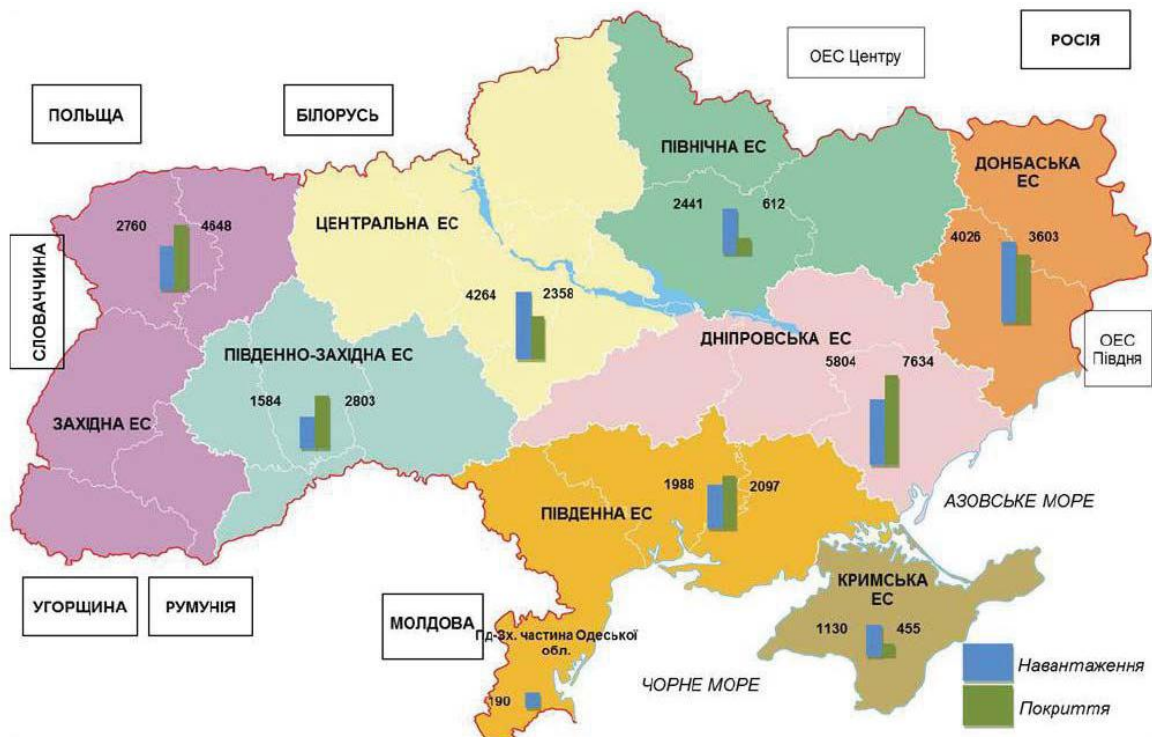 ОЕС Центру
РОСІЯ
ПОЛЬЩА
БІЛОРУСЬ
ПІВНІЧНА ЕС
2441 612
ДОНБАСЬКА
ЕС
4026 3603
ЦЕНТРАЛЬНА ЕС
4264 2358
2760 4648
СЛОВАЧЧИНА
ЗАХІДНА ЕС
ПІВДЕННО-ЗАХІДНА ЕС
1584 2803
ДНІПРОВСЬКА ЕС
5804 7634
ОЕС
Півдня
ПІВДЕННА ЕС
1988 2097
АЗОВСЬКЕ МОРЕ
УГОРЩИНА
РУМУНІЯ
МОЛДОВА
Пд-Зх. частина Одеської
обл.
190
КРИМСЬКА
ЕС
1130 455
ЧОРНЕ МОРЕ
Навантаження
Покриття